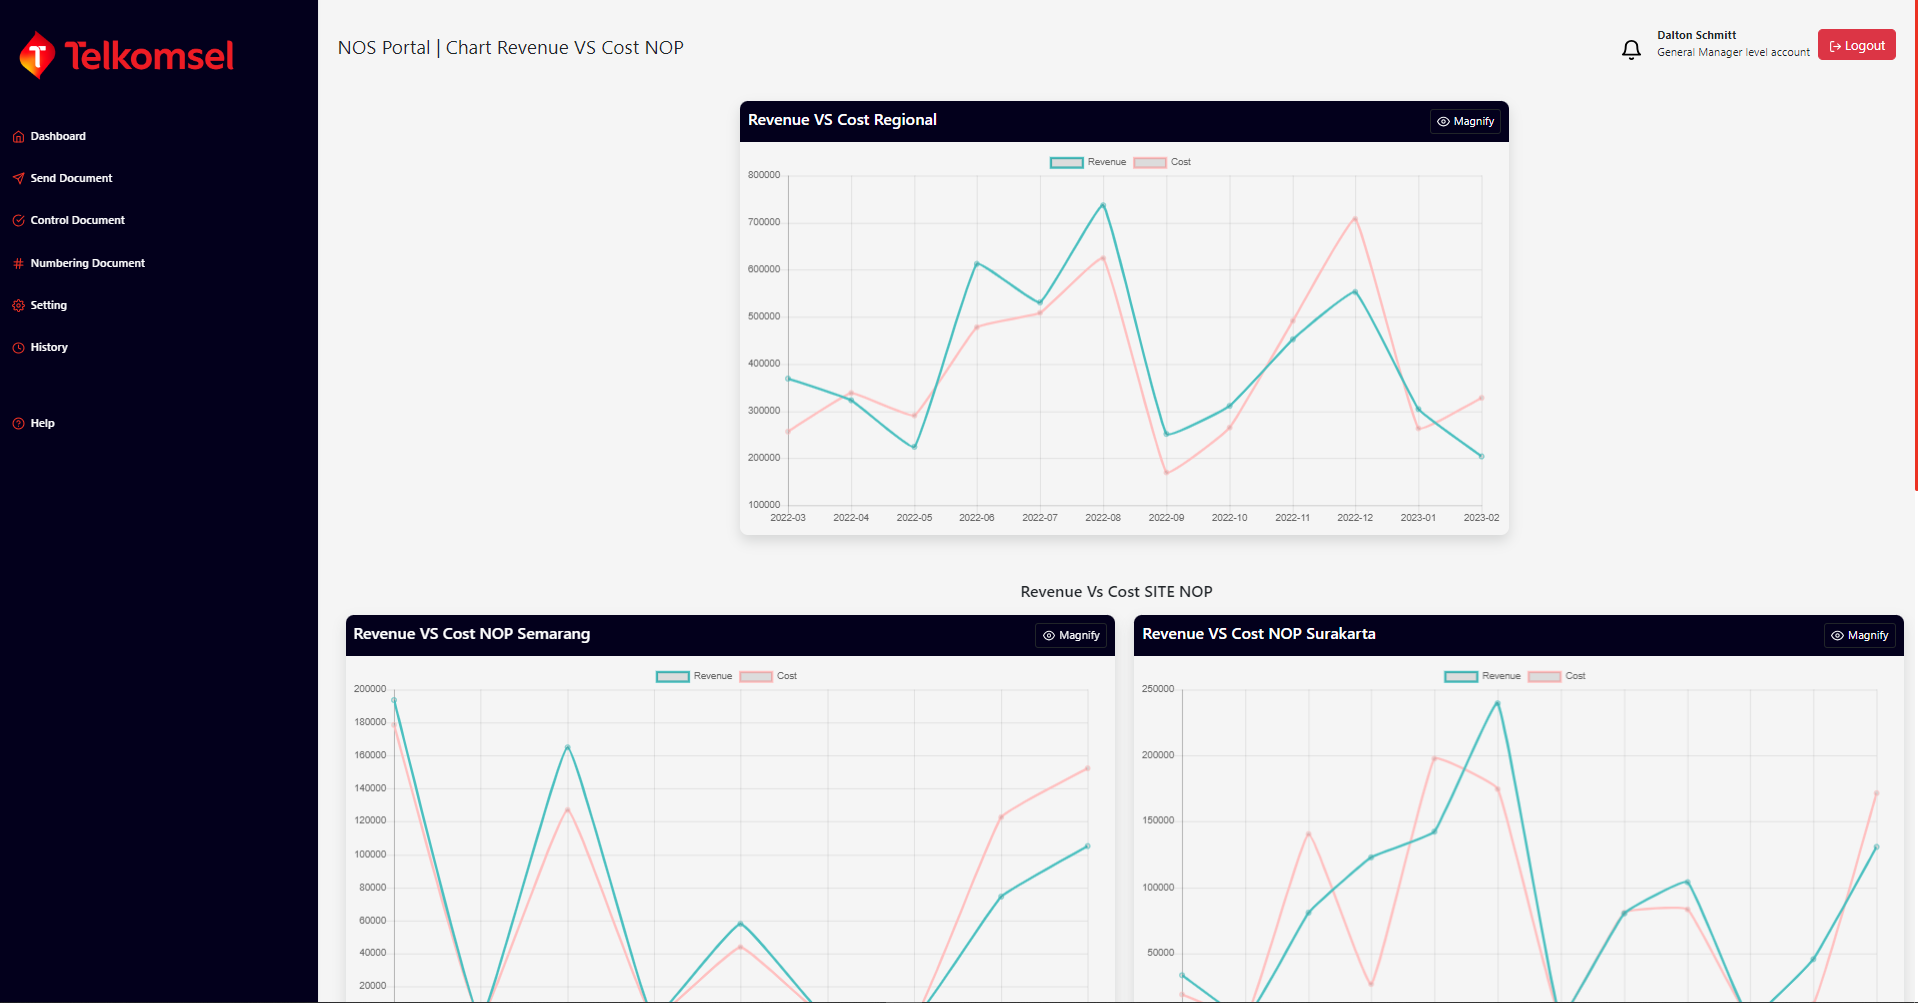 Telkomsel
Dashboard
Send Document
Control Document
Numbering Document
Setting
History
Help
NOS Portal | Chart Revenue VS Cost NOP
Dalton Schmitt
General Manager level account
Logout
Revenue VS Cost Regional
Magnify
Revenue Cost
800000
700000
600000
500000
400000
300000
200000
100000
2022-03 2022-04 2022-05 2022-06 2022-07 2022-08 2022-09 2022-10 2022-11 2022-12 2023-01 2023-02
Revenue Vs Cost SITE NOP
Revenue VS Cost NOP Semarang
Magnify
Revenue Cost
200000
180000
160000
140000
120000
100000
80000
60000
40000
20000
Revenue VS Cost NOP Surakarta
Magnify
Revenue Cost
250000
200000
150000
100000
50000